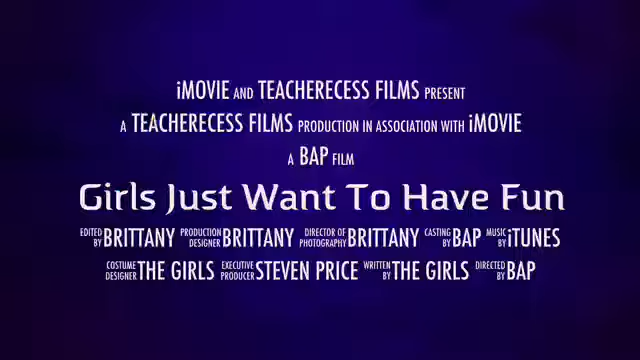 iMOVIE AND TEACHERECESS FILMS PRESENT
A TEACHERECESS FILMS PRODUCTION IN ASSOCIATION WITH iMOVIE
A BAP FILM
Girls Just Want To Have Fun
EDITED BY BRITTANY PRODUCTION DESIGNER BRITTANY DIRECTOR OF PHOTOGRAPHY BRITTANY CASTING BY BAP MUSIC BY iTUNES
COSTUME DESIGNER THE GIRLS EXECUTIVE PRODUCER STEVEN PRICE WRITTEN BY THE GIRLS DIRECTED BY BAP